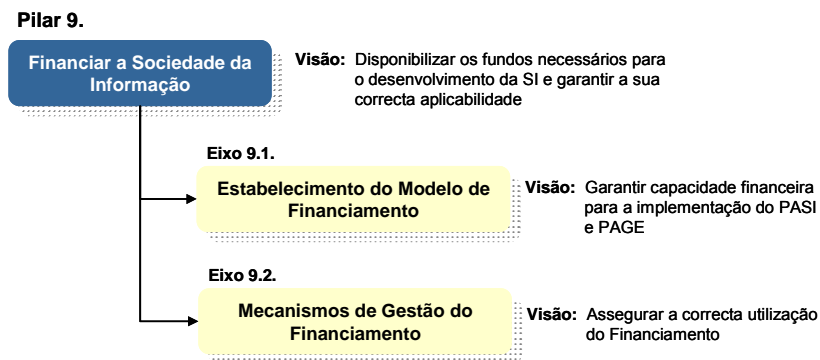 Pilar 9.
Financiar a Sociedade da
Informação
Visão: Disponibilizar os fundos necessários para
o desenvolvimento da SI e garantir a sua
correcta aplicabilidade
Eixo 9.1.
Estabelecimento do Modelo de
Financiamento
Visão: Garantir capacidade financeira
para a implementação do PASI
e PAGE
Eixo 9.2.
Mecanismos de Gestão do
Financiamento
Visão: Assegurar a correcta utilização
do Financiamento